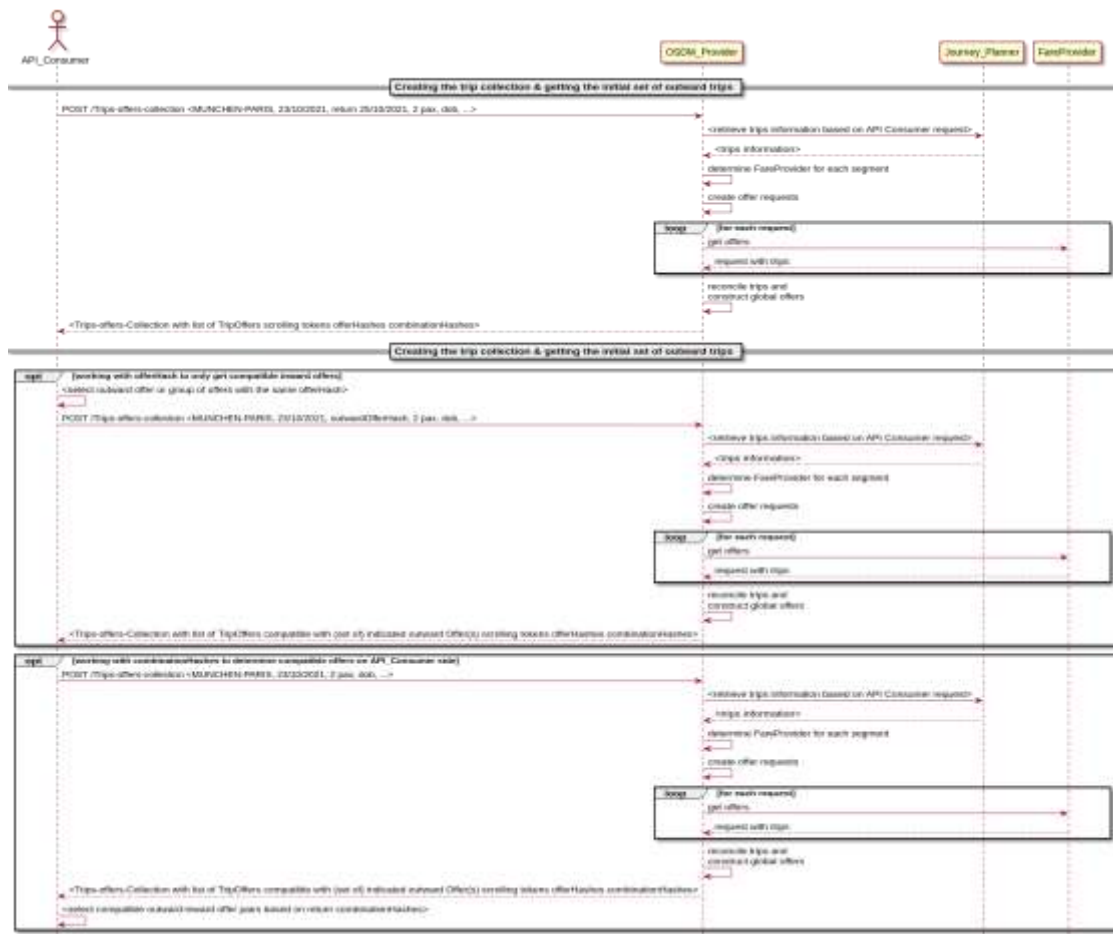 API_Consumer
OSDM_Provider
Journey_Planner
FareProvider
Creating the trip collection & getting the initial set of outward trips
POST /Trips-offers-collection <MUNCHEN-PARIS, 23/10/2021, return 25/10/2021, 2 pax, dob, ...>
<retrieve trips information based on API Consumer request>
<trips information>
determine FareProvider for each segment
create offer requests
loop [for each request]
get offers
request with trips
reconcile trips and
construct global offers
<Trips-offers-Collection with list of TripOffers scrolling tokens offerHashes combinationHashes>
Creating the trip collection & getting the initial set of outward trips
opt [working with offerHash to only get compatible inward offers]
<select outward offer or group of offers with the same offerHash>
POST /Trips-offers-collection <MUNCHEN-PARIS, outwardOfferHash, 2 pax, dob, ...>
<retrieve trips information based on API Consumer request>
<trips information>
determine FareProvider for each segment
create offer requests
loop [for each request]
get offers
request with trips
reconcile trips and
construct global offers
<Trips-offers-Collection with list of TripOffers compatible with (set of) indicated outward Offer(s) scrolling tokens offerHashes combinationHashes>
opt [working with combinationHashes to determine compatible offers on API_Consumer side]
POST /Trips-offers-collection <MUNCHEN-PARIS, 2 pax, dob, ...>
<retrieve trips information based on API Consumer request>
<trips information>
determine FareProvider for each segment
create offer requests
loop [for each request]
get offers
request with trips
reconcile trips and
construct global offers
<Trips-offers-Collection with list of TripOffers compatible with (set of) indicated outward Offer(s) scrolling tokens offerHashes combinationHashes>
<select compatible outward-inward offer pairs based on return combinationHashes>